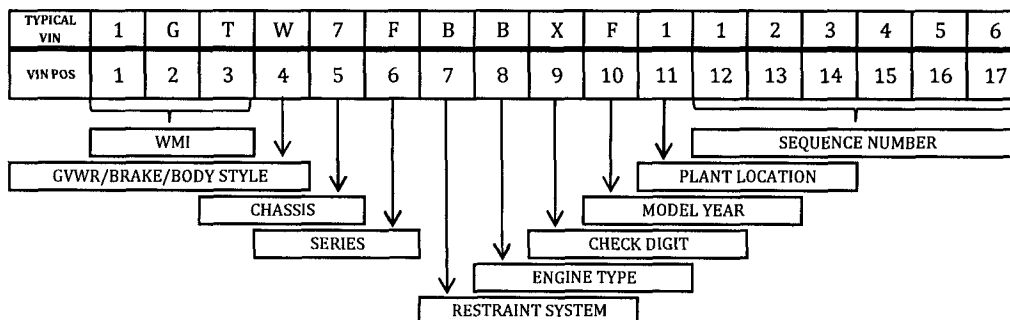 TYPICAL VIN 1 G T W 7 F B B X F 1 1 2 3 4 5 6
VIN POS 1 2 3 4 5 6 7 8 9 10 11 12 13 14 15 16 17
WMI SEQUENCE NUMBER
GVWR/BRAKE/BODY STYLE PLANT LOCATION
CHASSIS MODEL YEAR
SERIES CHECK DIGIT
ENGINE TYPE
RESTRAINT SYSTEM